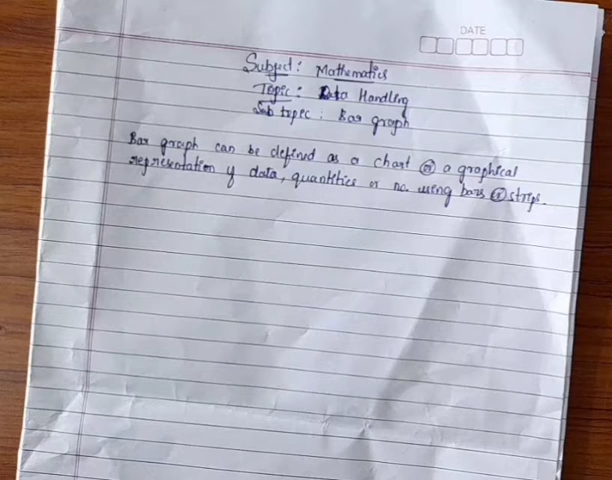 DATE
Subject: Mathematics
Topic: Data Handling
Sub topic: Bar graph
Bar graph can be defined as a chart or a graphical
representation of data, quantities or no. using bars or strips.